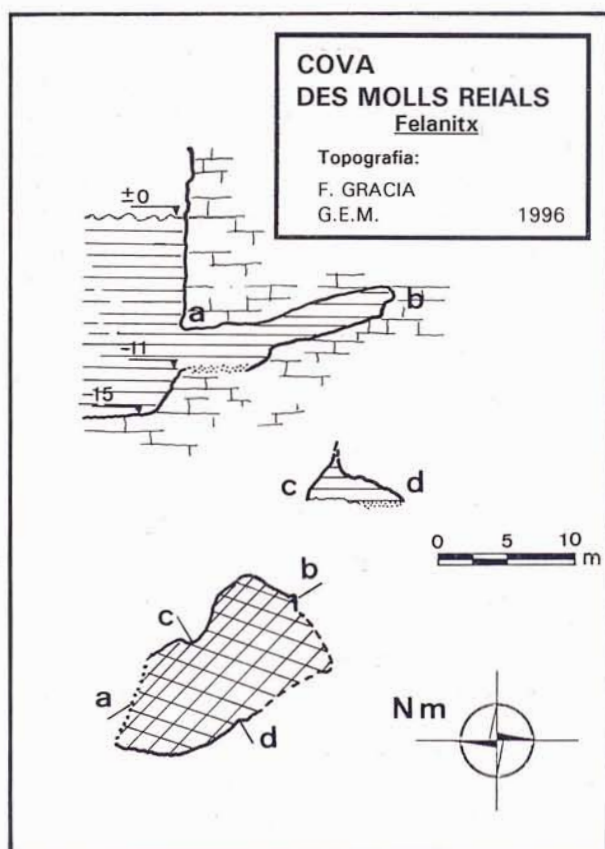 COVA
DES MOLLS REIALS
Felanitx
Topografia:
F. GRACIA
G.E.M. 1996
±0
a
b
-11
-15
c
d
0 5 10
m
b
c
a
d
Nm